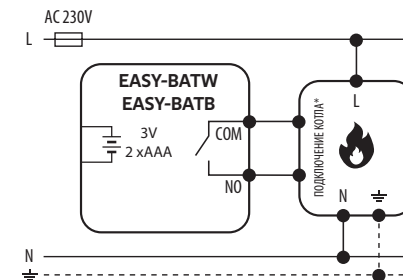 AC 230V
L
EASY-BATW
EASY-BATB
3V
2 xAAA
COM
NO
ПОДКЛЮЧЕНИЕ КОТЛА*
L
N
N